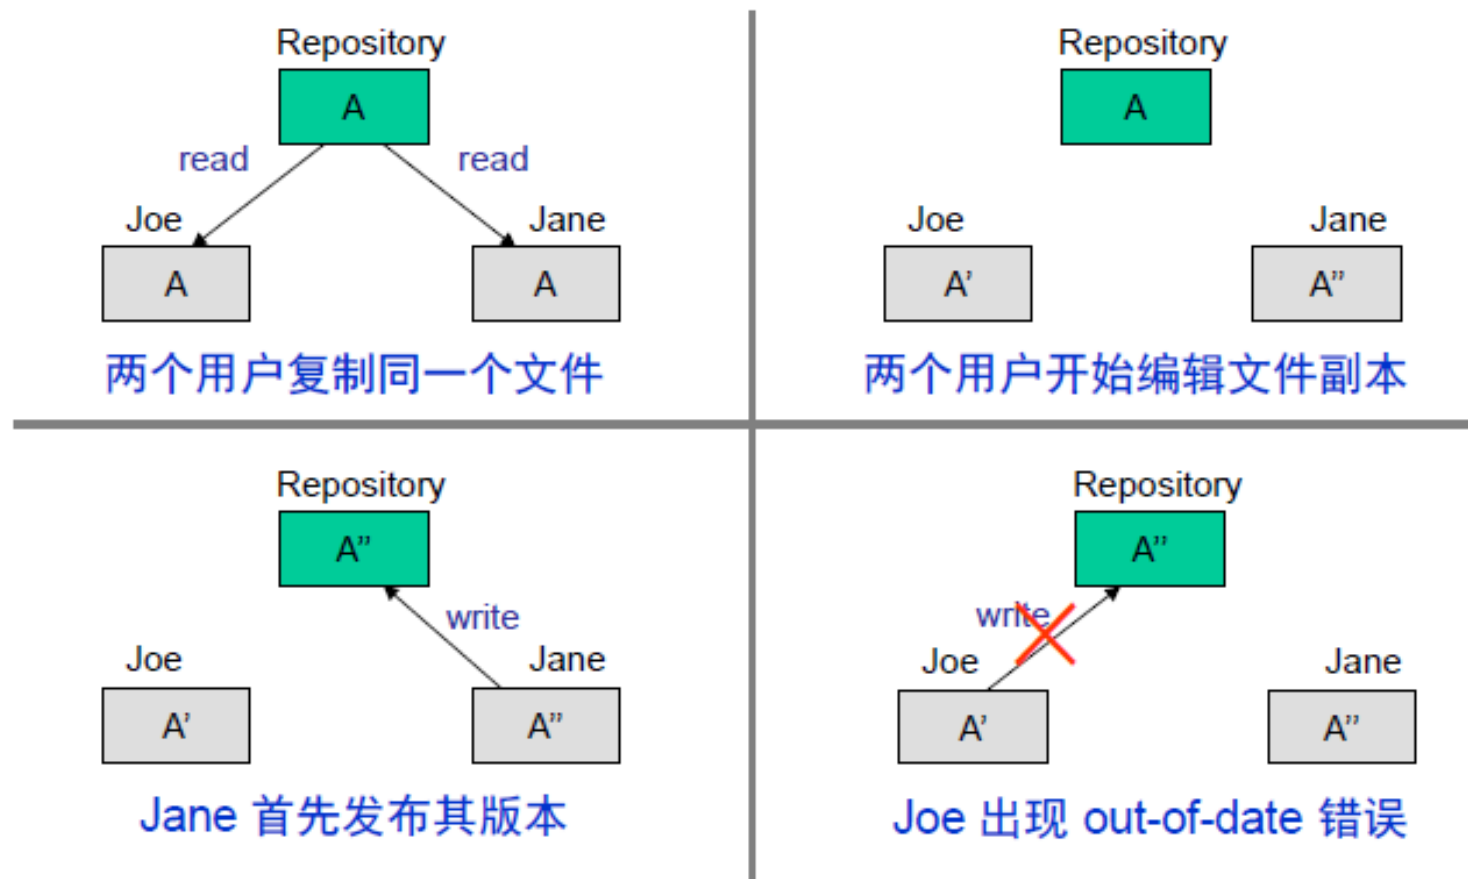 Repository
A
read read
Joe Jane
A A
两个用户复制同一个文件
Repository
A
Joe Jane
A’ A”
两个用户开始编辑文件副本
Repository
A”
write
Joe Jane
A’ A”
Jane 首先发布其版本
Repository
A”
write
Joe Jane
A’ A”
Joe 出现 out-of-date 错误